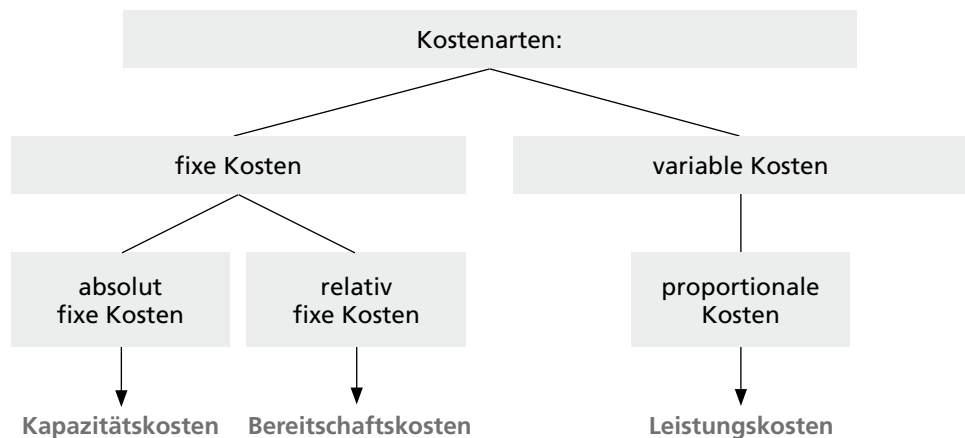 Kostenarten:
fixe Kosten
variable Kosten
absolut
fixe Kosten
relativ
fixe Kosten
proportionale
Kosten
Kapazitätskosten
Bereitschaftskosten
Leistungskosten